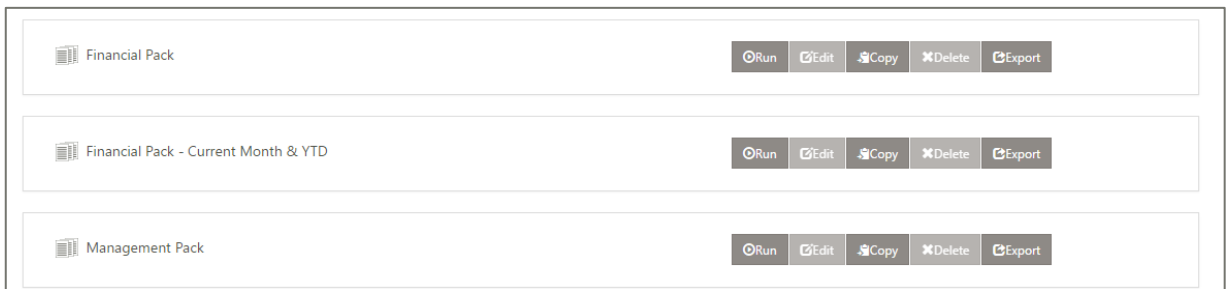 Financial Pack Run Edit Copy Delete Export
Financial Pack - Current Month & YTD Run Edit Copy Delete Export
Management Pack Run Edit Copy Delete Export